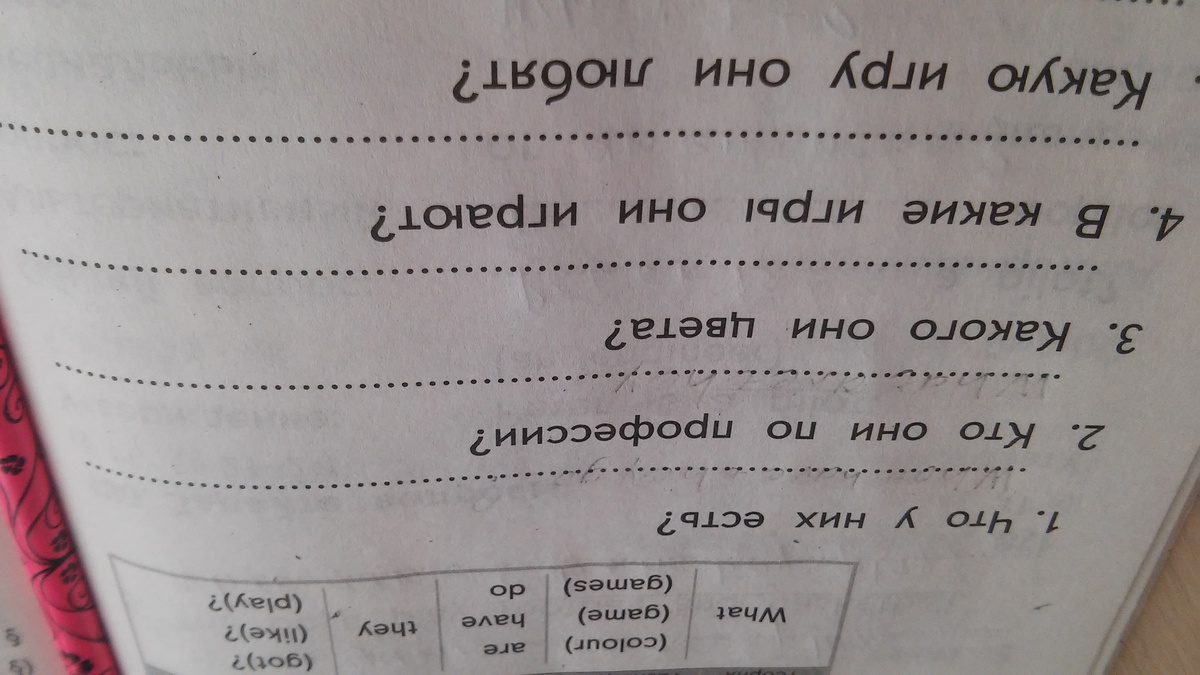 (colour) are (got)?
What (game) have they (like)?
(games) do (play)?
1. Что у них есть?
2. Кто они по профессии?
3. Какого они цвета?
4. В какие игры они играют?
Какую игру они любят?